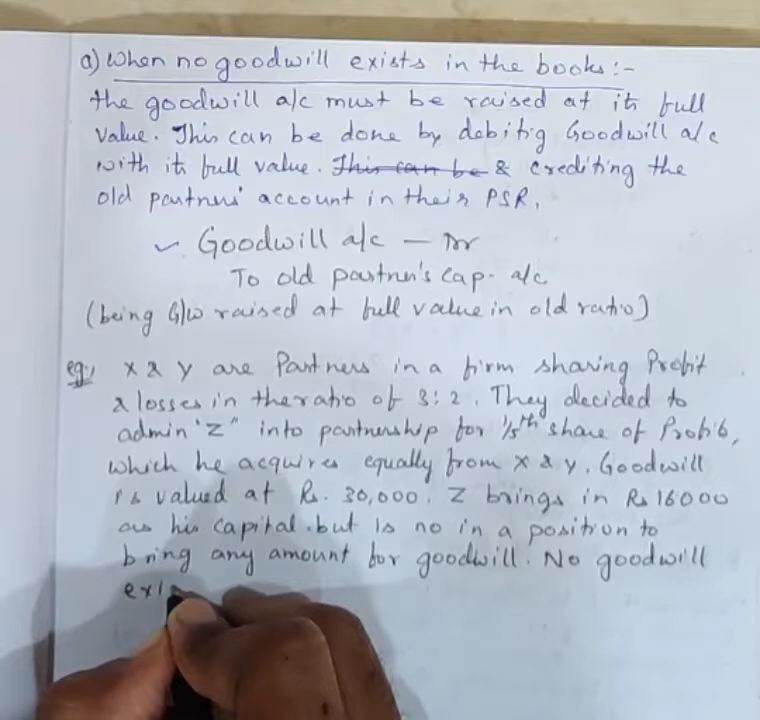 a) When no goodwill exists in the books:-
the goodwill a/c must be raised at its full
value. This can be done by debitig Goodwill a/c
with its full value. This can be & crediting the
old partners' account in their PSR.
✓ Goodwill a/c — Dr
To old partner's Cap. a/c
(being G/W raised at full value in old ratio)
eg:) X & Y are Partners in a firm sharing Profit
& losses in the ratio of 3:2. They decided to
admin "Z" into partnership for 1/5th share of Profit,
which he acquires equally from X & Y. Goodwill
is valued at Rs. 30,000. Z brings in Rs 16000
as his capital. but Is no in a position to
bring any amount for goodwill. No goodwill
exis